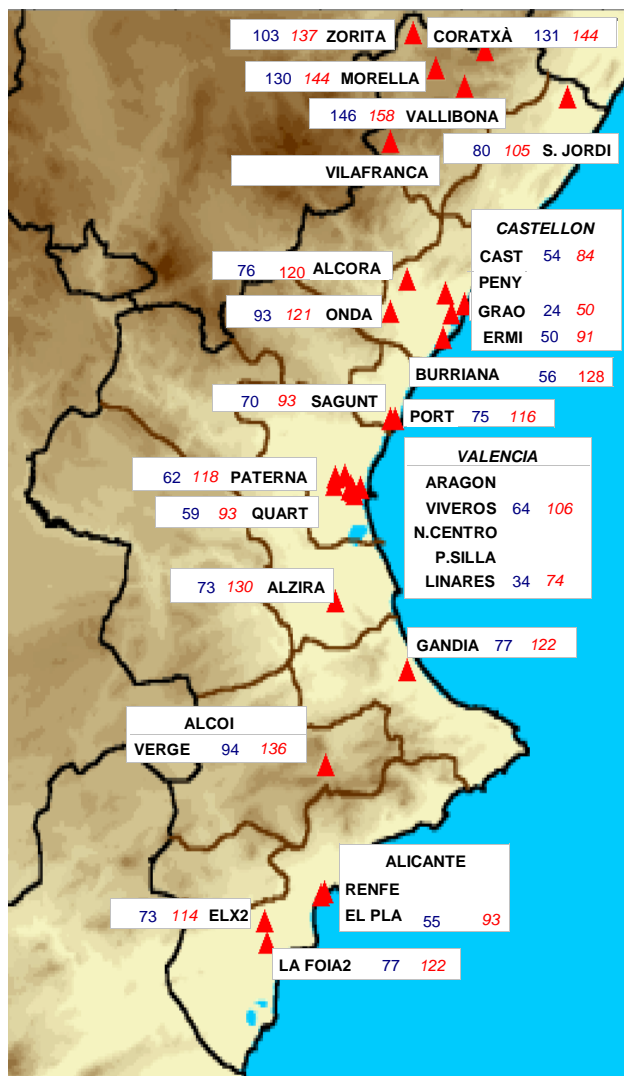 103 137 ZORITA
CORATXÀ 131 144
130 144 MORELLA
146 158 VALLIBONA
80 105 S. JORDI
VILAFRANCA
CASTELLON
CAST 54 84
PENY
GRAO 24 50
ERMI 50 91
76 120 ALCORA
93 121 ONDA
BURRIANA 56 128
70 93 SAGUNT
PORT 75 116
VALENCIA
ARAGON
VIVEROS 64 106
N.CENTRO
P.SILLA
LINARES 34 74
62 118 PATERNA
59 93 QUART
73 130 ALZIRA
GANDIA 77 122
ALCOI
VERGE 94 136
ALICANTE
RENFE
EL PLA 55 93
73 114 ELX2
LA FOIA2 77 122